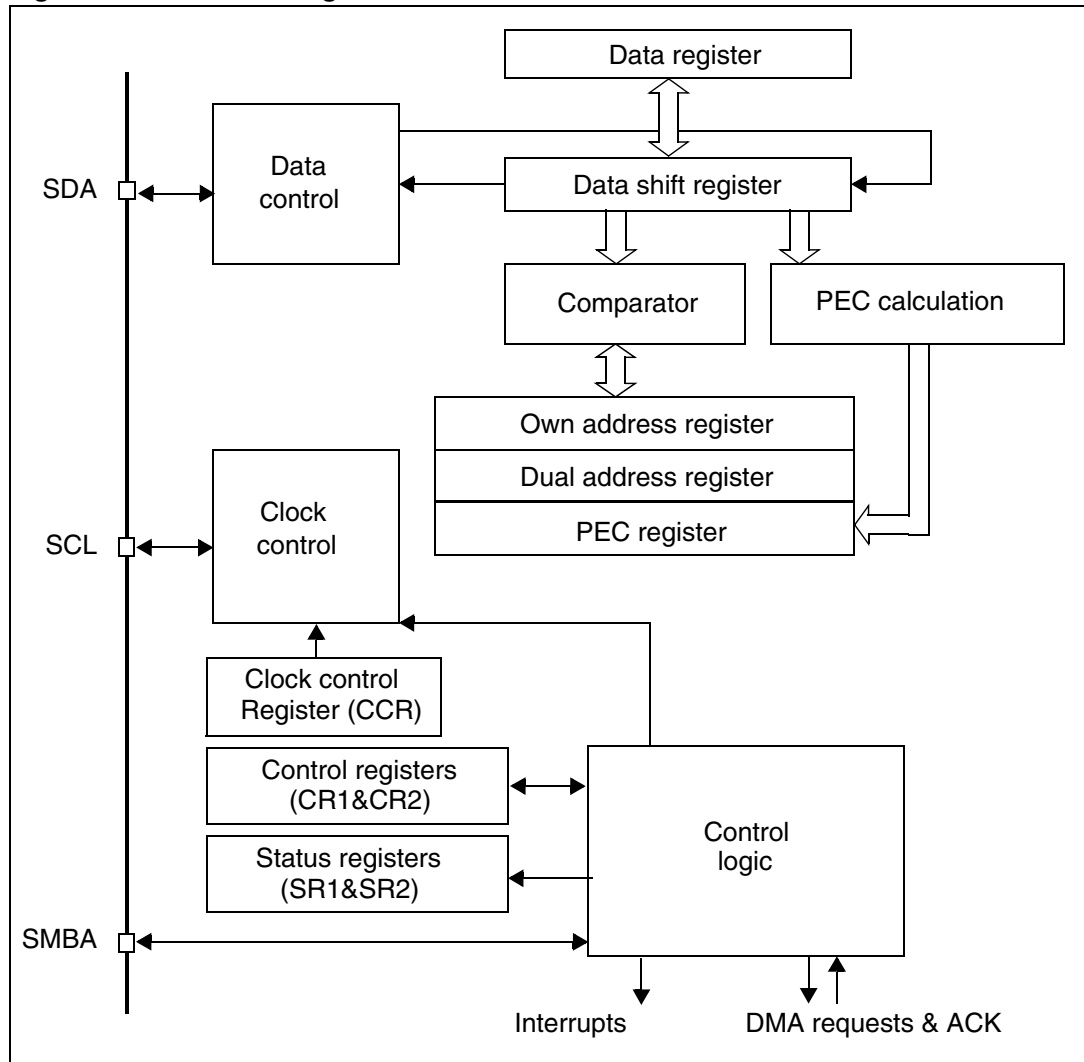 Data register
Data
control
SDA
Data shift register
Comparator
PEC calculation
Own address register
Dual address register
PEC register
Clock
control
SCL
Clock control
Register (CCR)
Control registers
(CR1&CR2)
Status registers
(SR1&SR2)
Control
logic
SMBA
Interrupts
DMA requests & ACK